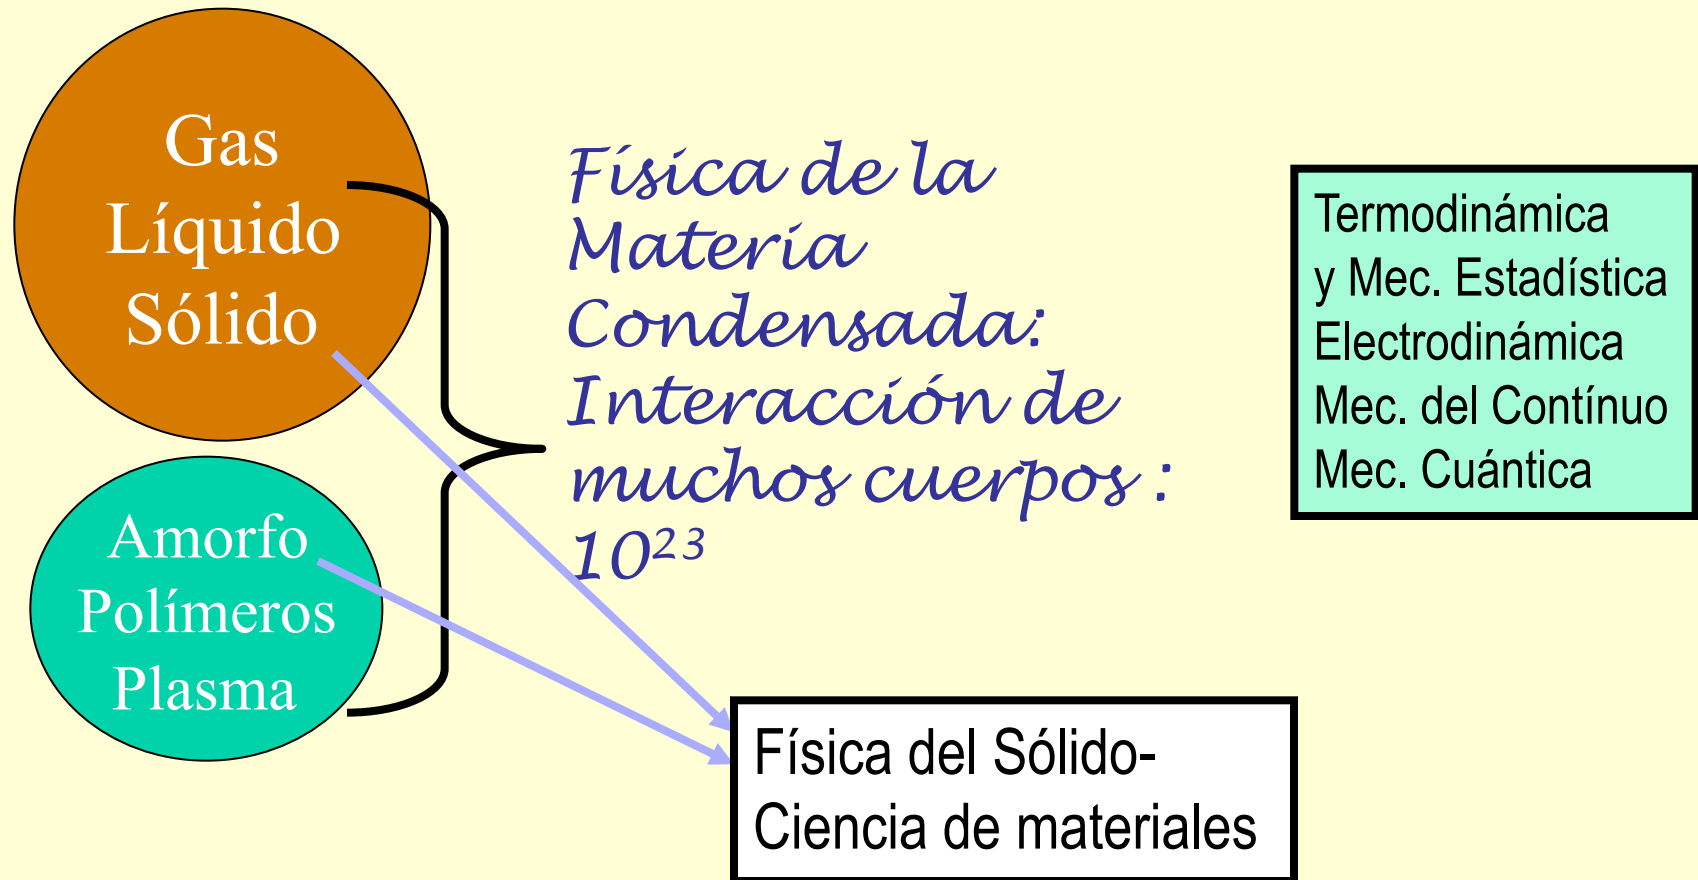 Gas
Líquido
Sólido
Amorfo
Polímeros
Plasma
Física de la
Materia
Condensada:
Interacción de
muchos cuerpos :
10²³
Termodinámica
y Mec. Estadística
Electrodinámica
Mec. del Contínuo
Mec. Cuántica
Física del Sólido-
Ciencia de materiales